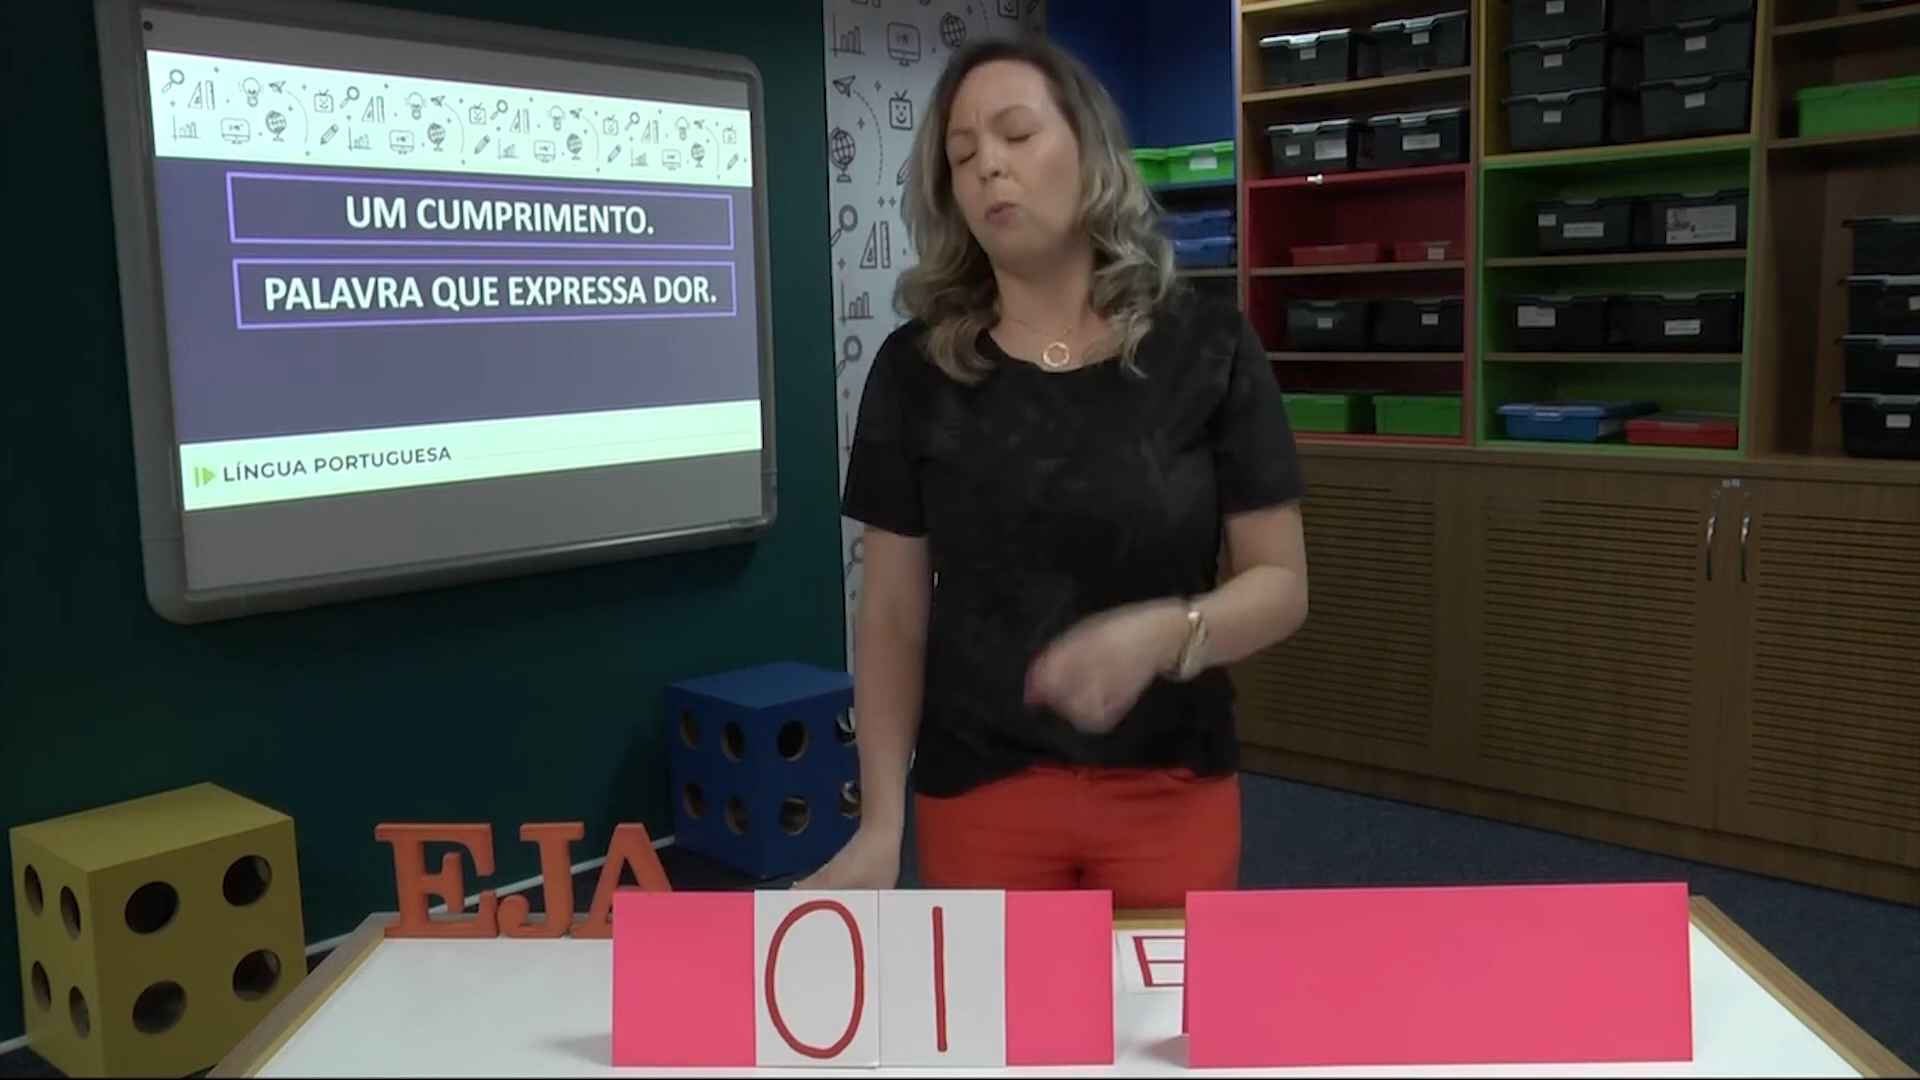 UM CUMPRIMENTO.
PALAVRA QUE EXPRESSA DOR.
LÍNGUA PORTUGUESA
EJA
OI
E